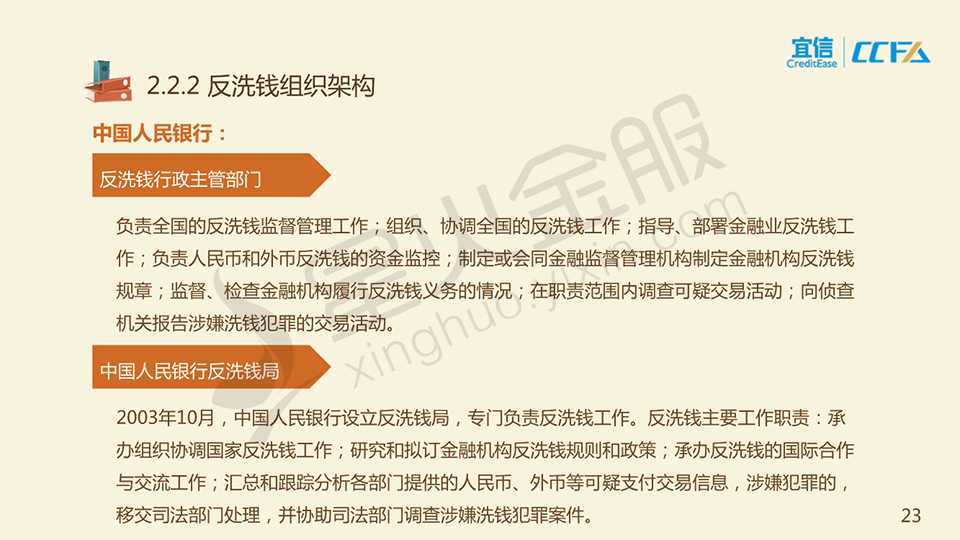 宜信
CreditEase
CCFA
2.2.2 反洗钱组织架构
中国人民银行：
反洗钱行政主管部门
负责全国的反洗钱监督管理工作；组织、协调全国的反洗钱工作；指导、部署金融业反洗钱工
作；负责人民币和外币反洗钱的资金监控；制定或会同金融监督管理机构制定金融机构反洗钱
规章；监督、检查金融机构履行反洗钱义务的情况；在职责范围内调查可疑交易活动；向侦查
机关报告涉嫌洗钱犯罪的交易活动。
中国人民银行反洗钱局
2003年10月，中国人民银行设立反洗钱局，专门负责反洗钱工作。反洗钱主要工作职责：承
办组织协调国家反洗钱工作；研究和拟订金融机构反洗钱规则和政策；承办反洗钱的国际合作
与交流工作；汇总和跟踪分析各部门提供的人民币、外币等可疑支付交易信息，涉嫌犯罪的，
移交司法部门处理，并协助司法部门调查涉嫌洗钱犯罪案件。
星火金服
xinghuo.yixin.com
23